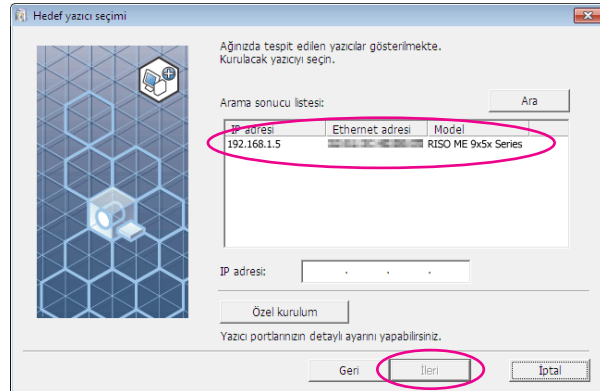 Hedef yazıcı seçimi
Ağınızda tespit edilen yazıcılar gösterilmekte.
Kurulacak yazıcıyı seçin.
Arama sonucu listesi:
Ara
IP adresi Ethernet adresi Model
192.168.1.5 RISO ME 9x5x Series
IP adresi: . . .
Özel kurulum
Yazıcı portlarınızın detaylı ayarını yapabilirsiniz.
Geri İleri İptal